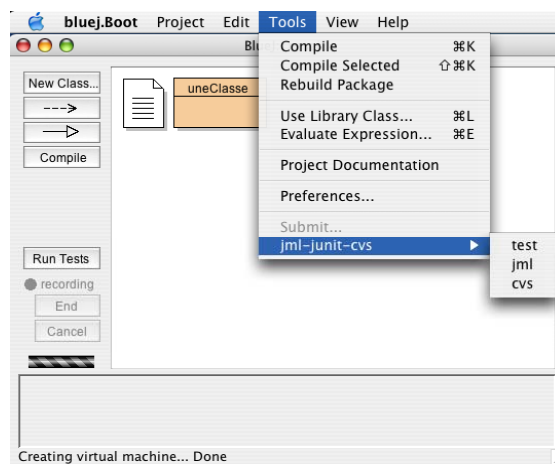 bluej.Boot Project Edit Tools View Help
New Class...
Compile
Run Tests
recording
End
Cancel
uneClasse
Compile ⌘K
Compile Selected ⇧⌘K
Rebuild Package
Use Library Class... ⌘L
Evaluate Expression... ⌘E
Project Documentation
Preferences...
Submit...
jml-junit-cvs
test
jml
cvs
Creating virtual machine... Done